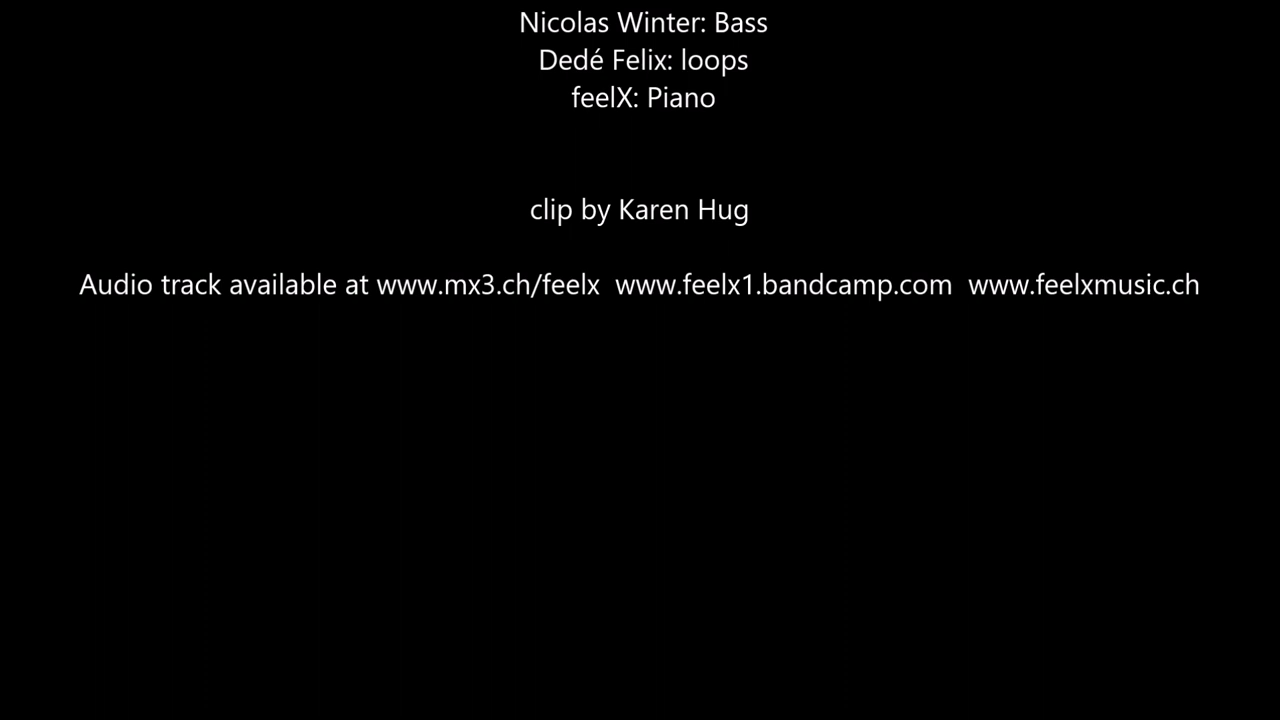 Nicolas Winter: Bass
Dedé Felix: loops
feelX: Piano
clip by Karen Hug
Audio track available at www.mx3.ch/feelx  www.feelx1.bandcamp.com  www.feelxmusic.ch